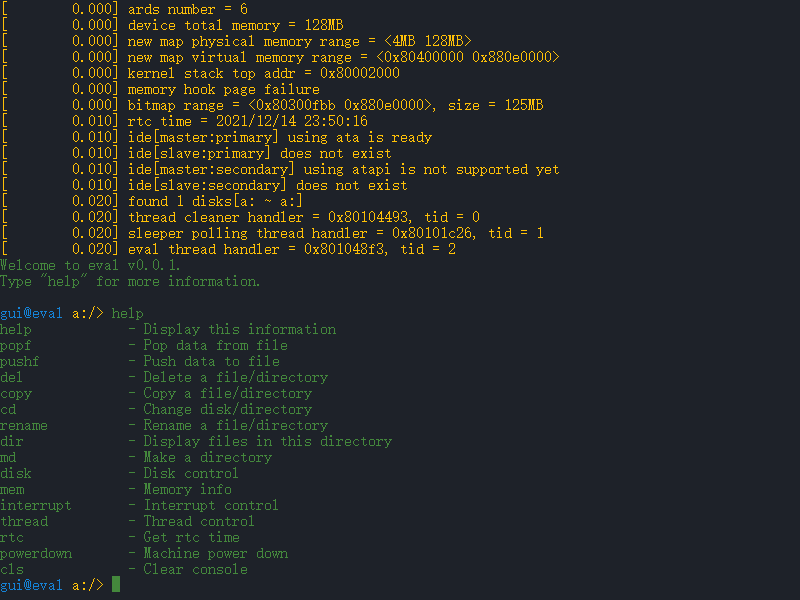 [        0.000] ards number = 6
[        0.000] device total memory = 128MB
[        0.000] new map physical memory range = <4MB 128MB>
[        0.000] new map virtual memory range = <0x80400000 0x880e0000>
[        0.000] kernel stack top addr = 0x80002000
[        0.000] memory hook page failure
[        0.000] bitmap range = <0x80300fbb 0x880e0000>, size = 125MB
[        0.010] rtc time = 2021/12/14 23:50:16
[        0.010] ide[master:primary] using ata is ready
[        0.010] ide[slave:primary] does not exist
[        0.010] ide[master:secondary] using atapi is not supported yet
[        0.010] ide[slave:secondary] does not exist
[        0.020] found 1 disks[a: ~ a:]
[        0.020] thread cleaner handler = 0x80104493, tid = 0
[        0.020] sleeper polling thread handler = 0x80101c26, tid = 1
[        0.020] eval thread handler = 0x801048f3, tid = 2
Welcome to eval v0.0.1.
Type "help" for more information.

gui@eval a:/> help
help            - Display this information
popf            - Pop data from file
pushf           - Push data to file
del             - Delete a file/directory
copy            - Copy a file/directory
cd              - Change disk/directory
rename          - Rename a file/directory
dir             - Display files in this directory
md              - Make a directory
disk            - Disk control
mem             - Memory info
interrupt       - Interrupt control
thread          - Thread control
rtc             - Get rtc time
powerdown       - Machine power down
cls             - Clear console
gui@eval a:/>